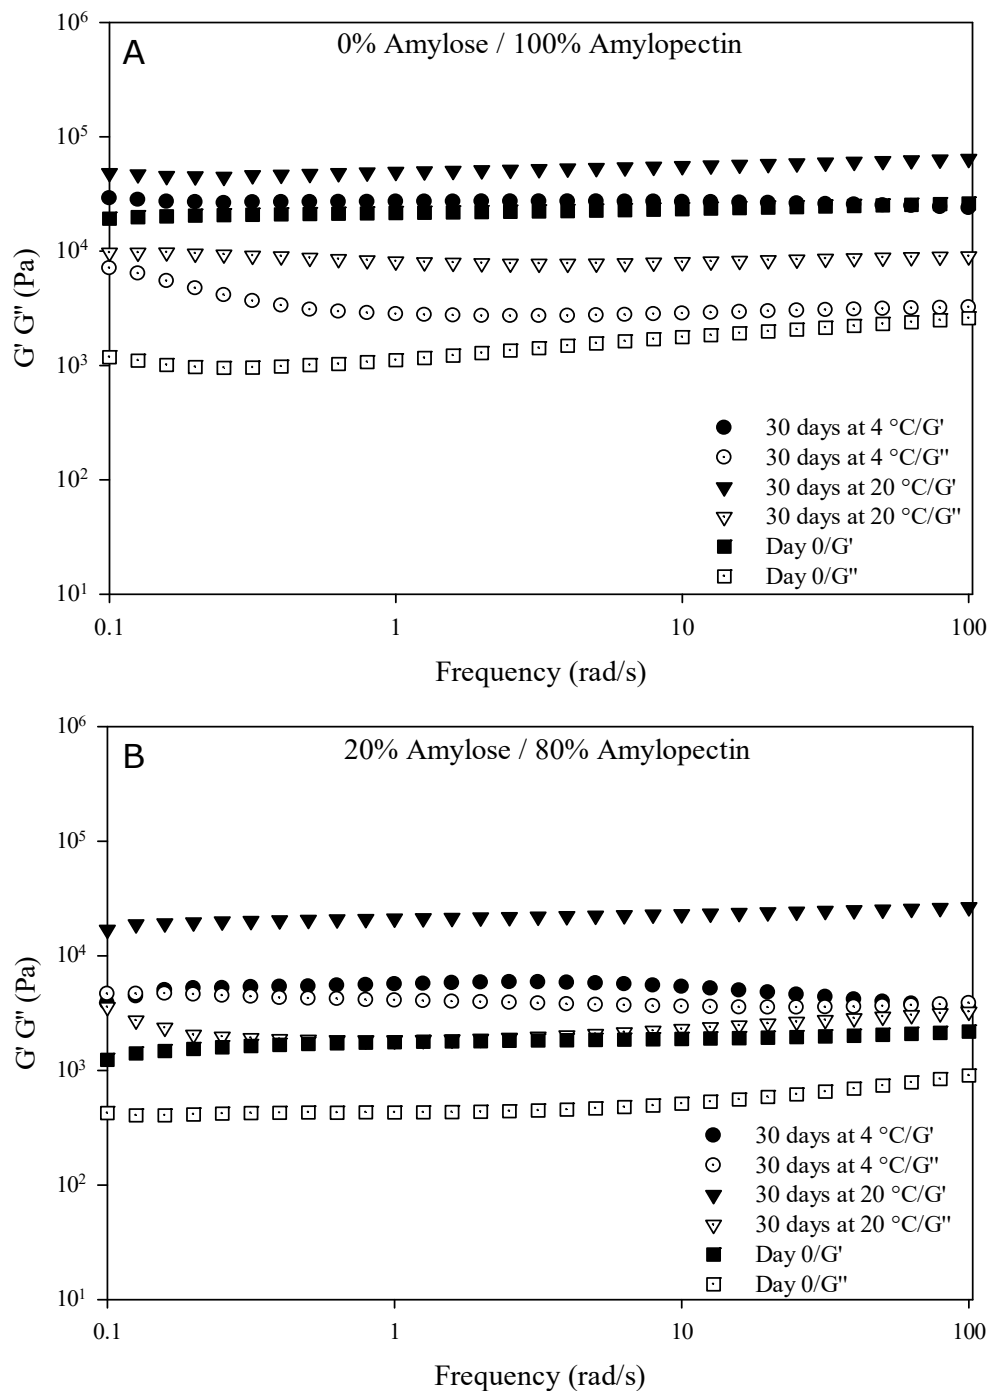 A
0% Amylose / 100% Amylopectin
10⁶
10⁵
10⁴
10³
10² 
10¹
G' G'' (Pa)
30 days at 4 °C/G'
30 days at 4 °C/G''
30 days at 20 °C/G'
30 days at 20 °C/G''
Day 0/G'
Day 0/G''
0.1 1 10 100
Frequency (rad/s)
B
20% Amylose / 80% Amylopectin
10⁶
10⁵
10⁴
10³
10²
10¹
G' G'' (Pa)
30 days at 4 °C/G'
30 days at 4 °C/G''
30 days at 20 °C/G'
30 days at 20 °C/G''
Day 0/G'
Day 0/G''
0.1 1 10 100
Frequency (rad/s)